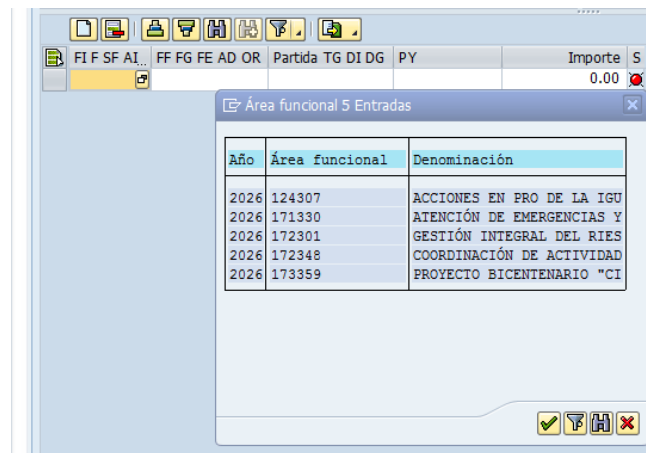 FI F SF AI.. FF FG FE AD OR Partida TG DI DG PY Importe S
0.00
Área funcional 5 Entradas
Año Área funcional Denominación
2026 124307 ACCIONES EN PRO DE LA IGU
2026 171330 ATENCIÓN DE EMERGENCIAS Y
2026 172301 GESTIÓN INTEGRAL DEL RIES
2026 172348 COORDINACIÓN DE ACTIVIDAD
2026 173359 PROYECTO BICENTENARIO "CI